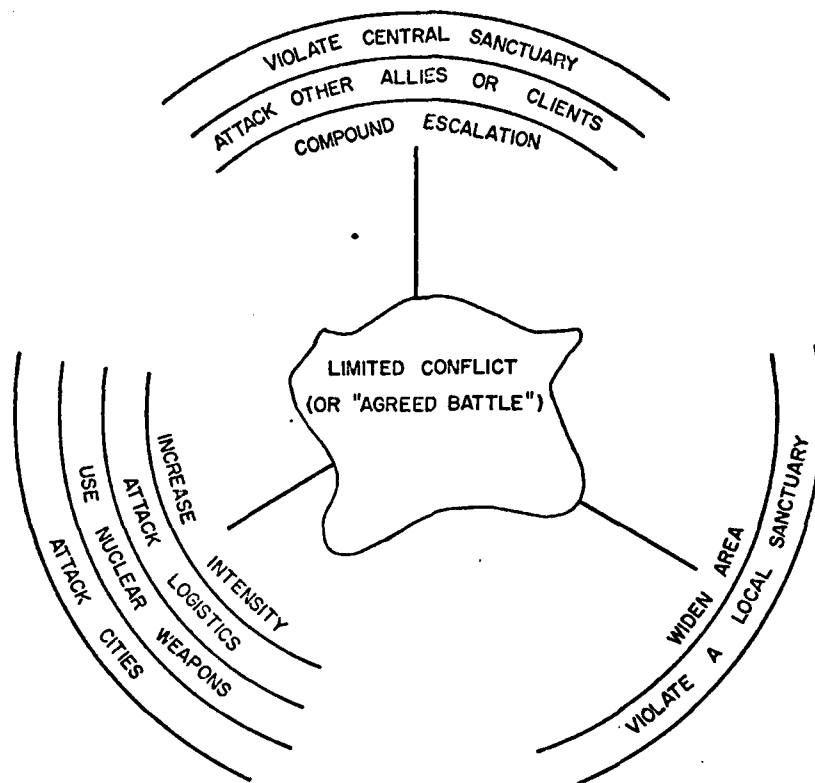 VIOLATE CENTRAL SANCTUARY
ATTACK OTHER ALLIES OR CLIENTS
COMPOUND ESCALATION
LIMITED CONFLICT
(OR "AGREED BATTLE")
INCREASE INTENSITY
ATTACK LOGISTICS
USE NUCLEAR WEAPONS
ATTACK CITIES
WIDEN AREA
VIOLATE A LOCAL SANCTUARY